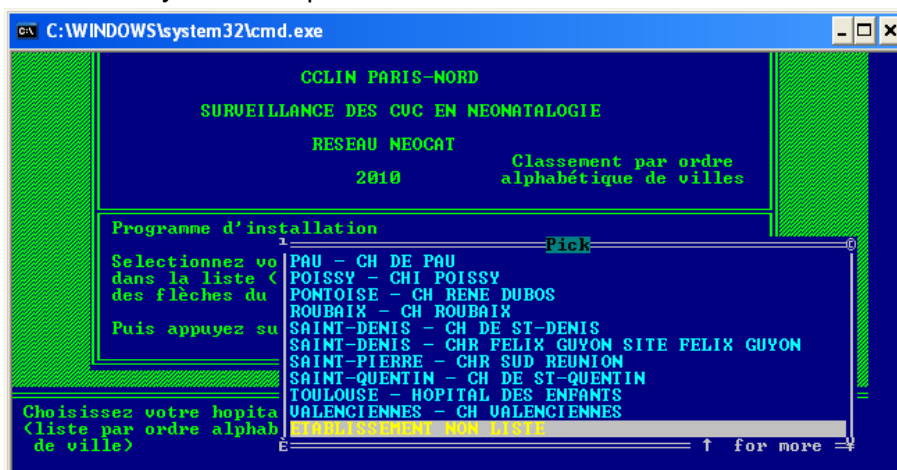 C:\WINDOWS\system32\cmd.exe
CCLIN PARIS-NORD
SURVEILLANCE DES CVC EN NEONATALOGIE
RESEAU NEOCAT
2010
Classement par ordre
alphabétique de villes
Programme d'installation
Selectionnez vo
dans la liste (
des flèches du
Puis appuyez su
Pick
PAU - CH DE PAU
POISSY - CHI POISSY
PONTOISE - CH RENE DUBOS
ROUBAIX - CH ROUBAIX
SAINT-DENIS - CH DE ST-DENIS
SAINT-DENIS - CHR FELIX GUYON SITE FELIX GUYON
SAINT-PIERRE - CHR SUD REUNION
SAINT-QUENTIN - CH DE ST-QUENTIN
TOULOUSE - HOPITAL DES ENFANTS
VALENCIENNES - CH VALENCIENNES
ETABLISSEMENT NON LISTE
↑ for more
Choisissez votre hopita
(liste par ordre alphab
de ville)